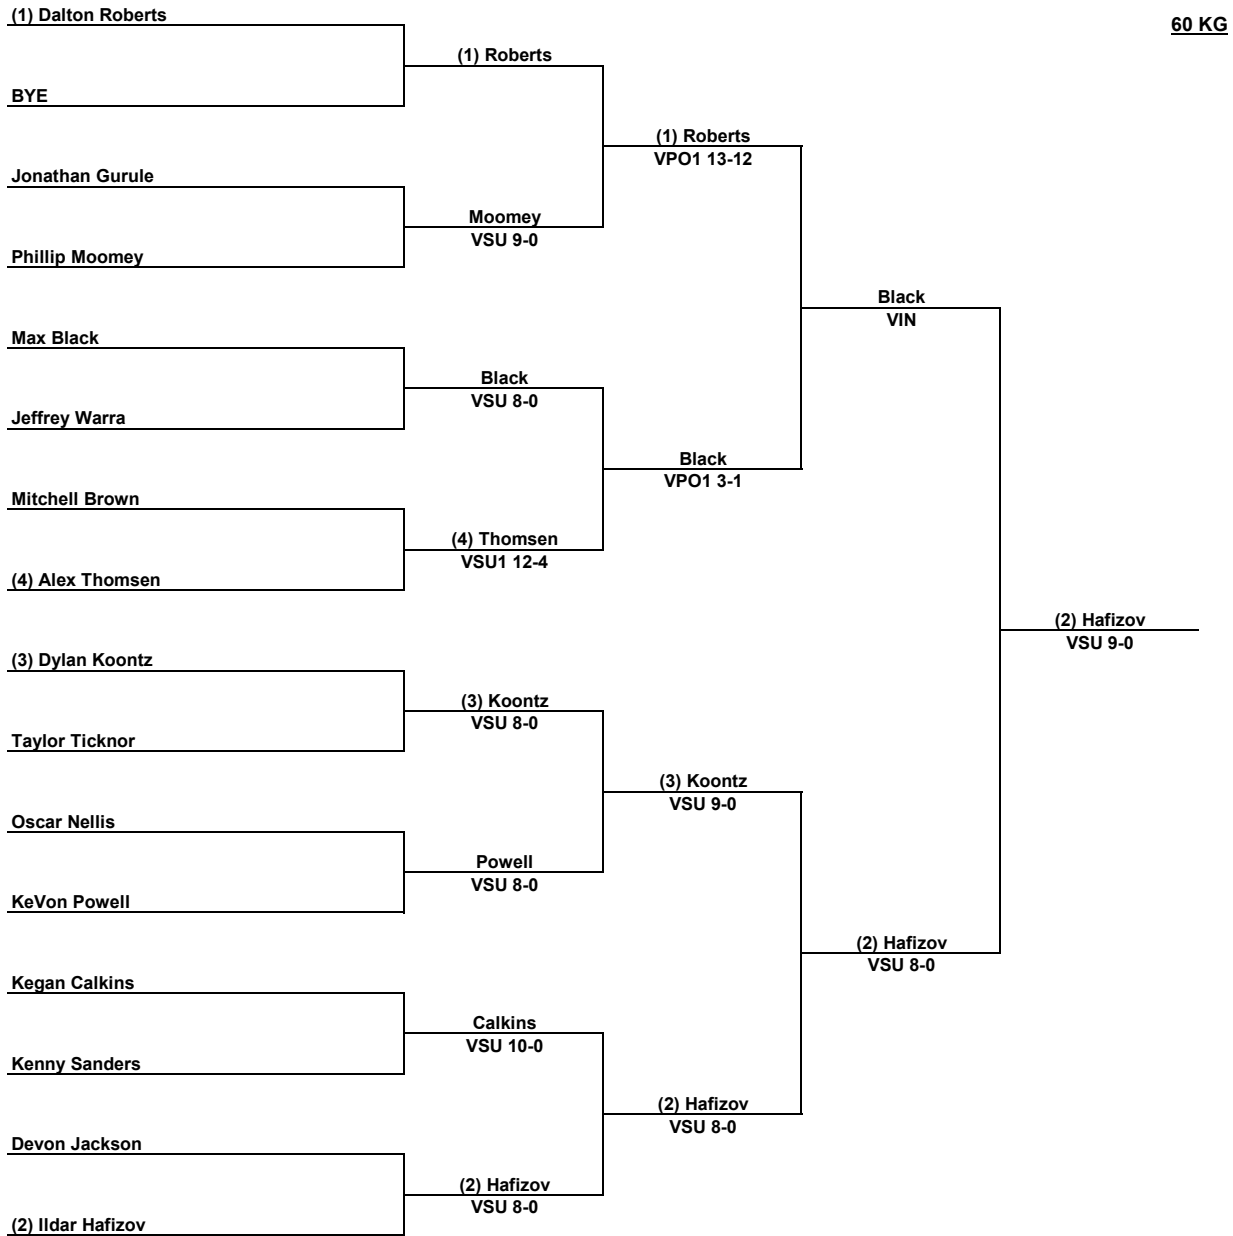 (1) Dalton Roberts
60 KG
(1) Roberts
BYE
(1) Roberts
VPO1 13-12
Jonathan Gurule
Moomey
VSU 9-0
Phillip Moomey
Black
VIN
Max Black
Black
VSU 8-0
Jeffrey Warra
Black
VPO1 3-1
Mitchell Brown
(4) Thomsen
VSU1 12-4
(4) Alex Thomsen
(2) Hafizov
VSU 9-0
(3) Dylan Koontz
(3) Koontz
VSU 8-0
Taylor Ticknor
(3) Koontz
VSU 9-0
Oscar Nellis
Powell
VSU 8-0
KeVon Powell
(2) Hafizov
VSU 8-0
Kegan Calkins
Calkins
VSU 10-0
Kenny Sanders
(2) Hafizov
VSU 8-0
Devon Jackson
(2) Hafizov
VSU 8-0
(2) Ildar Hafizov